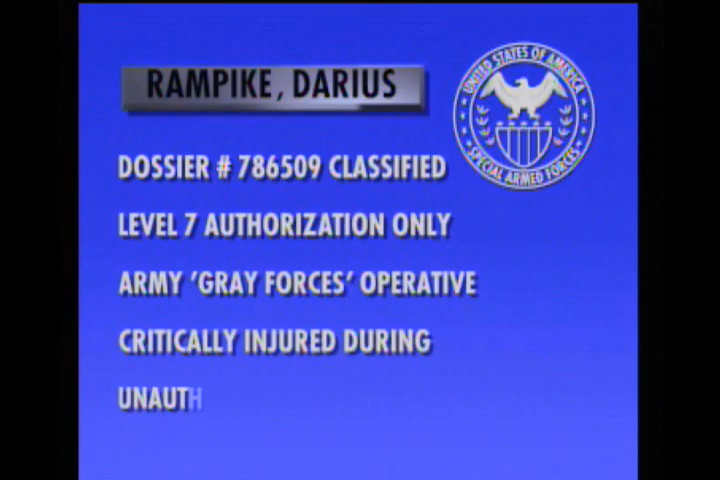 RAMPIKE, DARIUS
UNITED STATES OF AMERICA
SPECIAL ARMED FORCES
DOSSIER # 786509 CLASSIFIED
LEVEL 7 AUTHORIZATION ONLY
ARMY 'GRAY FORCES' OPERATIVE
CRITICALLY INJURED DURING
UNAUTH